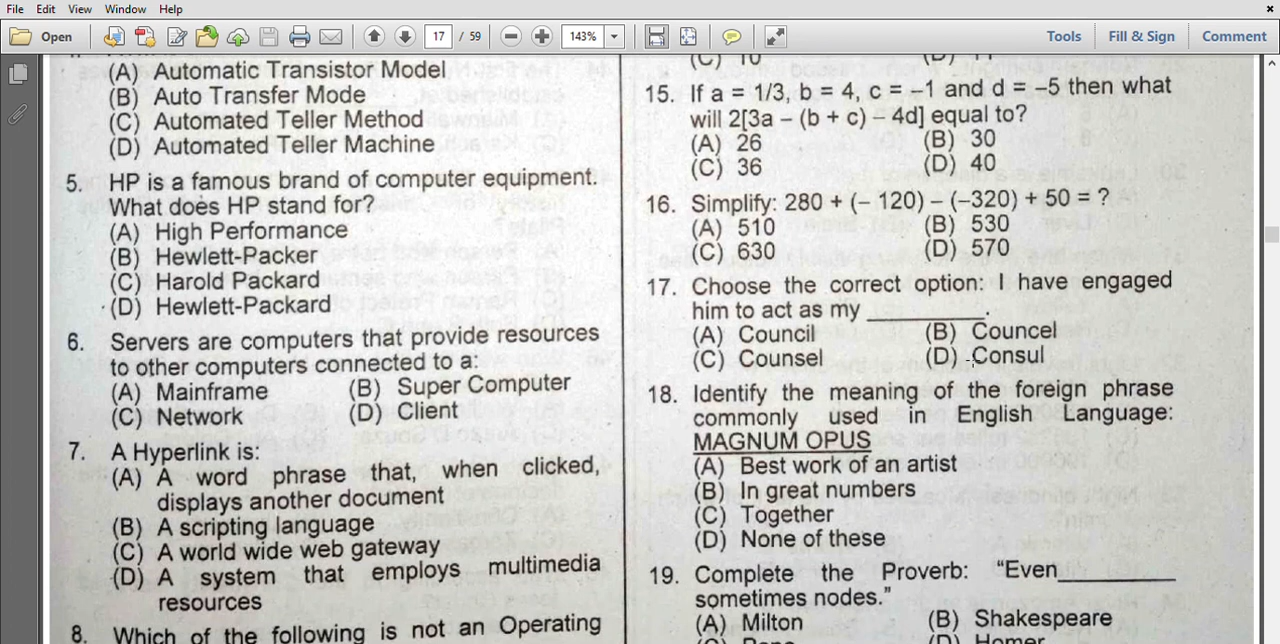 File Edit View Window Help
Open 17 / 59 143% Tools Fill & Sign Comment
(A) Automatic Transistor Model
(B) Auto Transfer Mode
(C) Automated Teller Method
(D) Automated Teller Machine
5. HP is a famous brand of computer equipment.
What does HP stand for?
(A) High Performance
(B) Hewlett-Packer
(C) Harold Packard
(D) Hewlett-Packard
6. Servers are computers that provide resources
to other computers connected to a:
(A) Mainframe (B) Super Computer
(C) Network (D) Client
7. A Hyperlink is:
(A) A word phrase that, when clicked,
displays another document
(B) A scripting language
(C) A world wide web gateway
(D) A system that employs multimedia
resources
8. Which of the following is not an Operating
15. If a = 1/3, b = 4, c = −1 and d = −5 then what
will 2[3a − (b + c) − 4d] equal to?
(A) 26 (B) 30
(C) 36 (D) 40
16. Simplify: 280 + (− 120) − (−320) + 50 = ?
(A) 510 (B) 530
(C) 630 (D) 570
17. Choose the correct option: I have engaged
him to act as my __________.
(A) Council (B) Councel
(C) Counsel (D) Consul
18. Identify the meaning of the foreign phrase
commonly used in English Language:
MAGNUM OPUS
(A) Best work of an artist
(B) In great numbers
(C) Together
(D) None of these
19. Complete the Proverb: “Even__________
sometimes nodes.”
(A) Milton (B) Shakespeare
(D) Homer